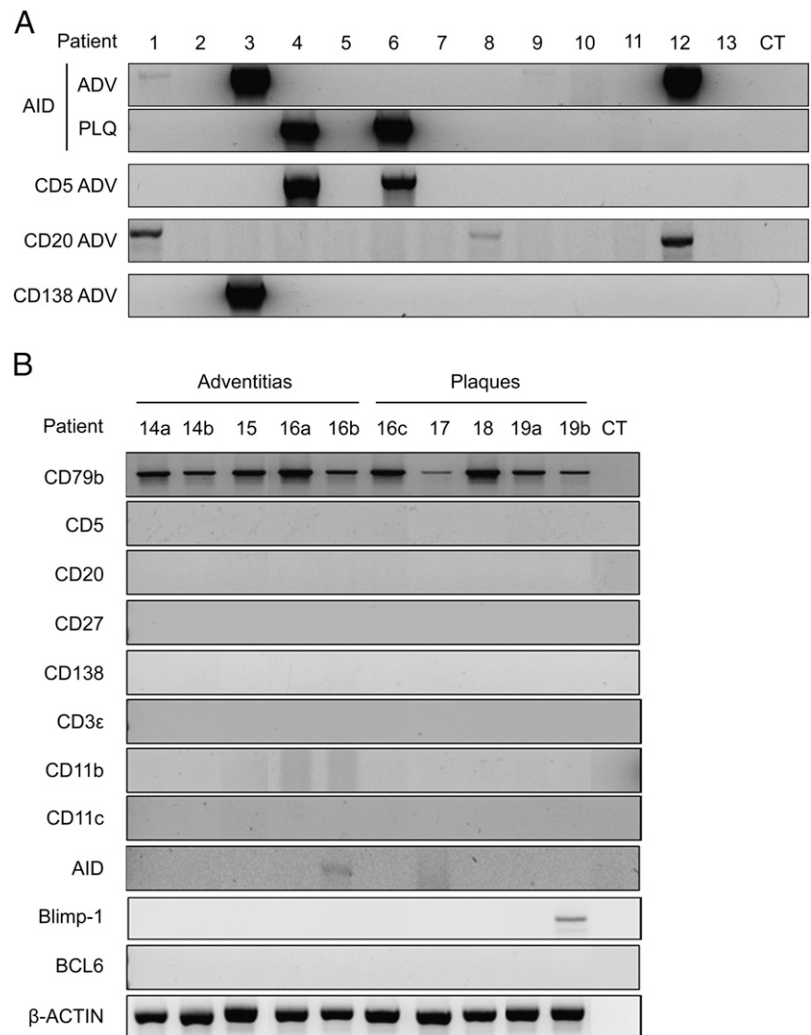 A
Patient 1 2 3 4 5 6 7 8 9 10 11 12 13 CT
AID
ADV
PLQ
CD5 ADV
CD20 ADV
CD138 ADV
B
Adventitias Plaques
Patient 14a 14b 15 16a 16b 16c 17 18 19a 19b CT
CD79b
CD5
CD20
CD27
CD138
CD3ε
CD11b
CD11c
AID
Blimp-1
BCL6
β-ACTIN